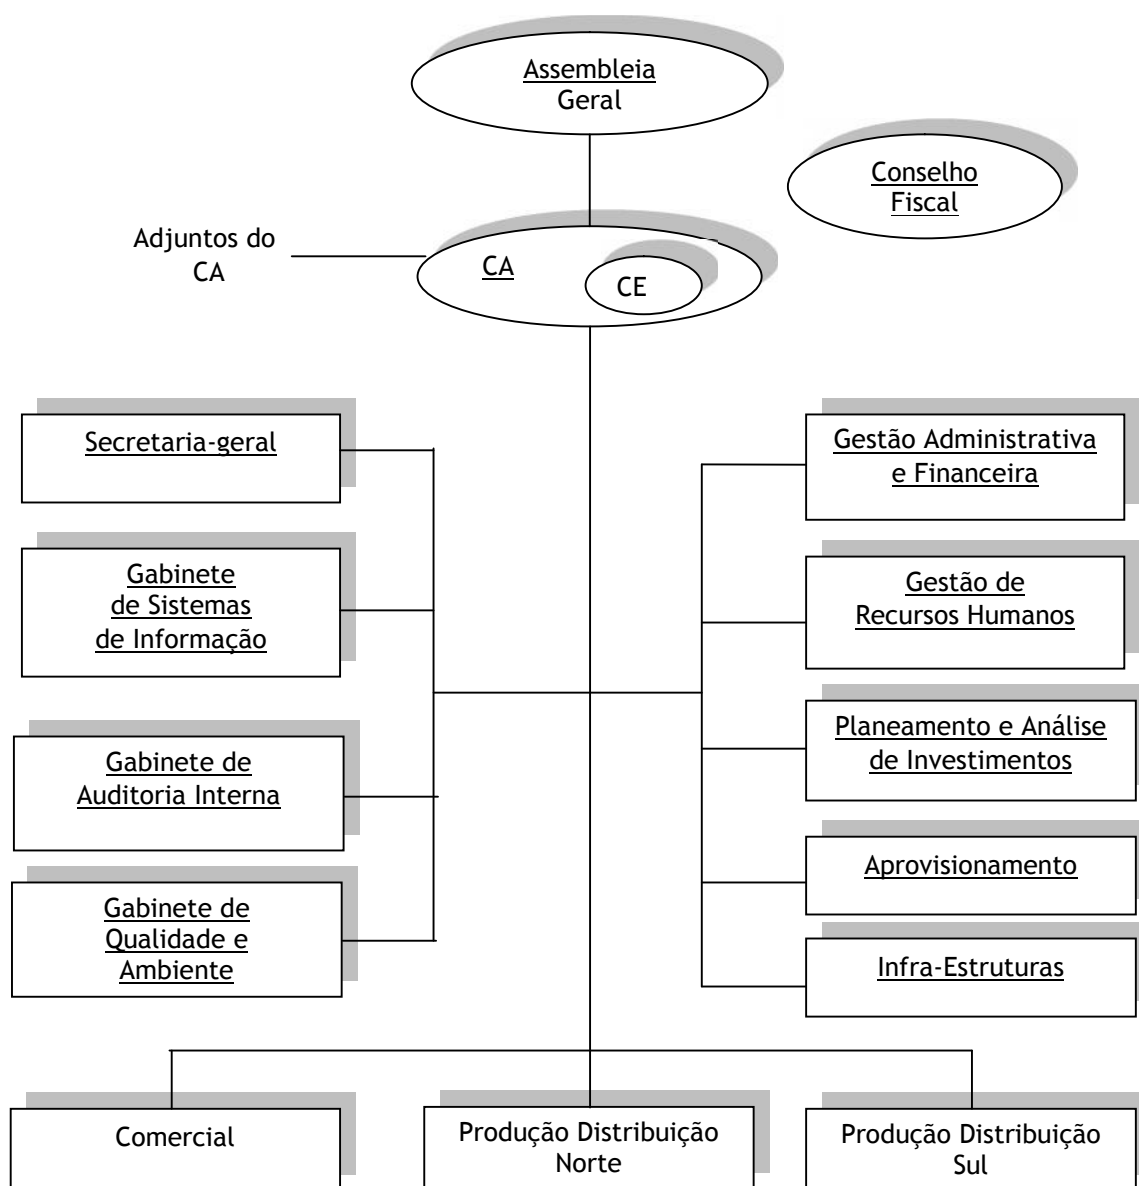 Assembleia
Geral
Conselho
Fiscal
Adjuntos do
CA
CA
CE
Secretaria-geral
Gestão Administrativa
e Financeira
Gabinete
de Sistemas
de Informação
Gestão de
Recursos Humanos
Gabinete de
Auditoria Interna
Planeamento e Análise
de Investimentos
Aprovisionamento
Gabinete de
Qualidade e
Ambiente
Infra-Estruturas
Comercial
Produção Distribuição
Norte
Produção Distribuição
Sul